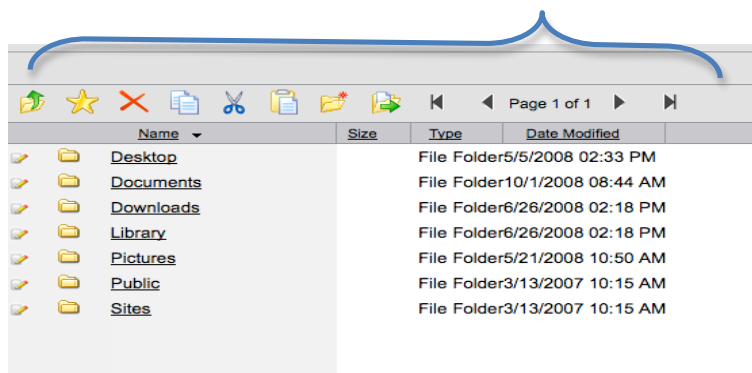 Page 1 of 1
Name Size Type Date Modified
Desktop File Folder5/5/2008 02:33 PM
Documents File Folder10/1/2008 08:44 AM
Downloads File Folder6/26/2008 02:18 PM
Library File Folder6/26/2008 02:18 PM
Pictures File Folder5/21/2008 10:50 AM
Public File Folder3/13/2007 10:15 AM
Sites File Folder3/13/2007 10:15 AM